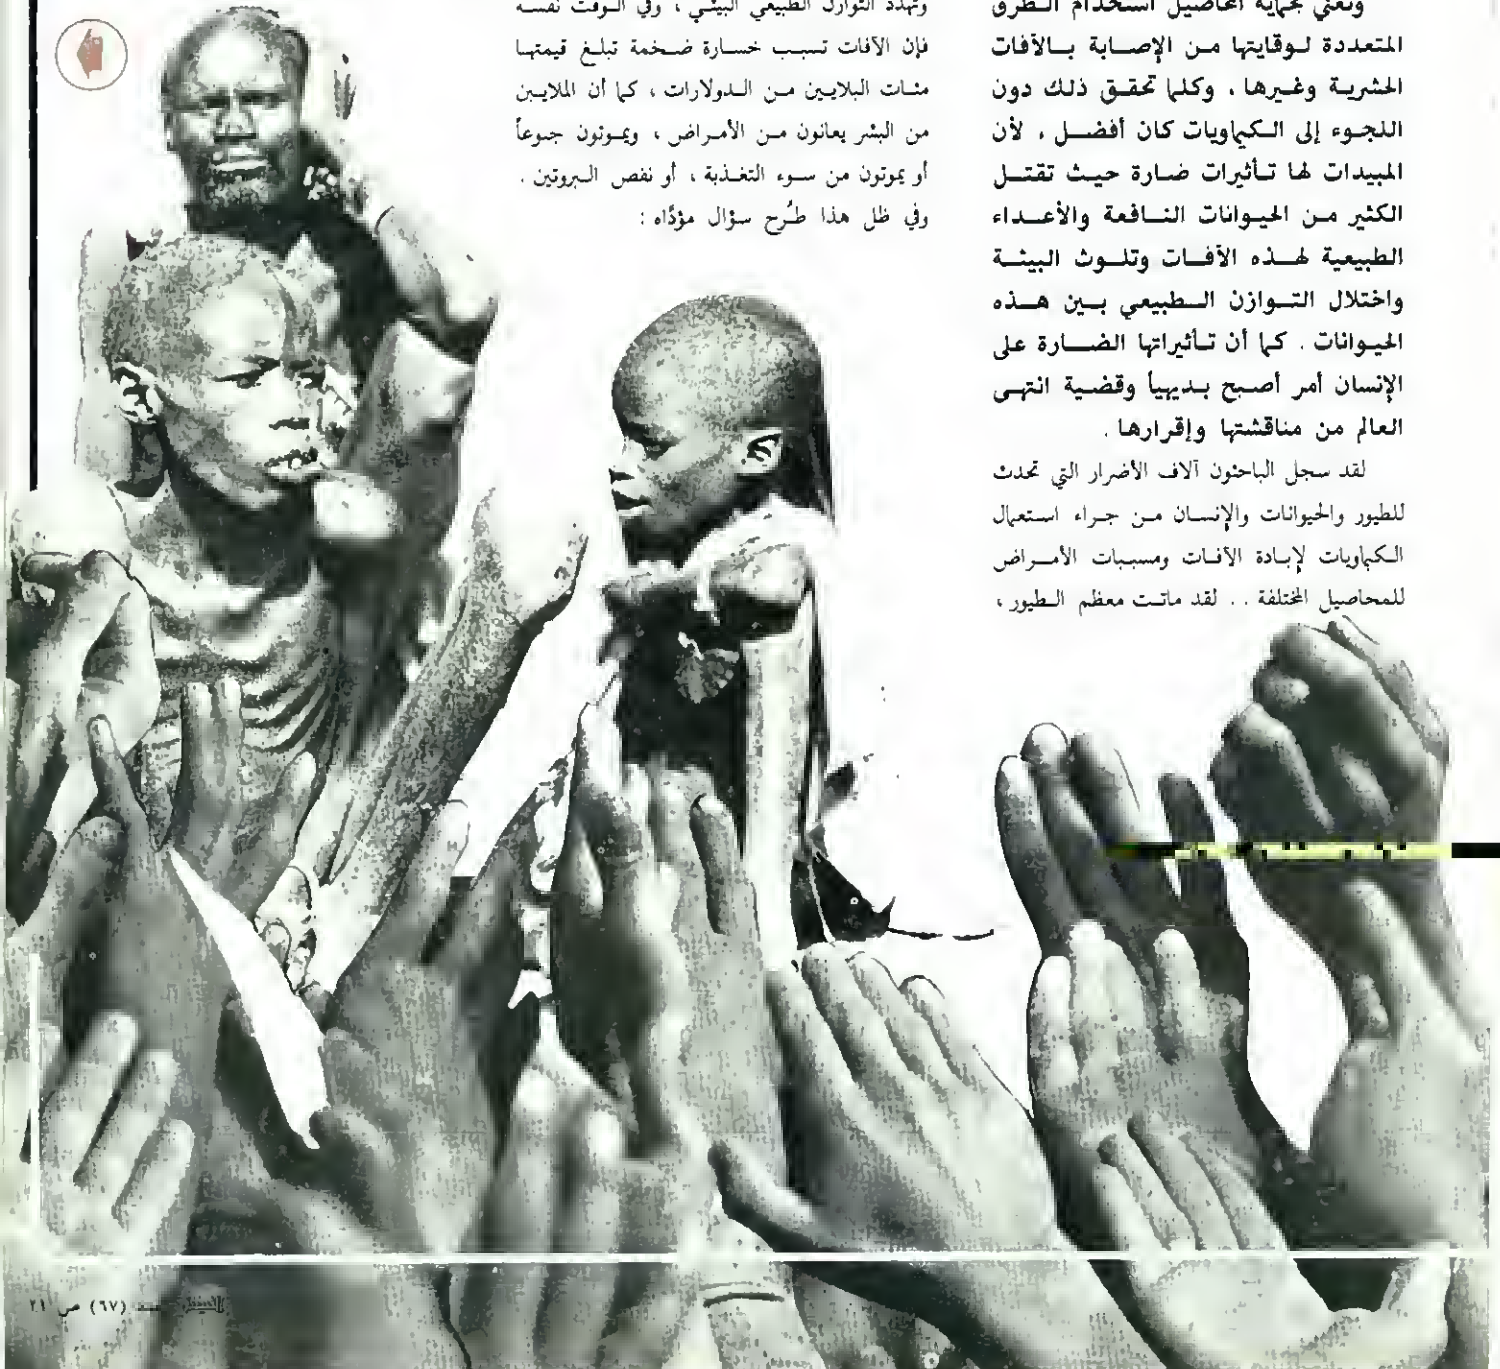 ونعني بحماية المحاصيل استخدام الطرق
المتعددة لوقايتها من الإصابة بالآفات
الحشرية وغيرها ، وكلما تحقق ذلك دون
اللجوء إلى الكيماويات كان أفضل ، لأن
المبيدات لها تأثيرات ضارة حيث تقتل
الكثير من الحيوانات النافعة والأعداء
الطبيعية لهذه الآفات وتلوث البيئة
واختلال التوازن الطبيعي بين هذه
الحيوانات . كما أن تأثيراتها الضارة على
الإنسان أمر أصبح بديهياً وقضية انتهى
العالم من مناقشتها وإقرارها .
لقد سجل الباحثون آلاف الأضرار التي تحدث
للطيور والحيوانات والإنسان من جراء استعمال
الكيماويات لإبادة الآفات ومسببات الأمراض
للمحاصيل المختلفة . . لقد ماتت معظم الطيور ،
وتهدد التوازن الطبيعي البيئي ، وفي الوقت نفسه
فإن الآفات تسبب خسارة ضخمة تبلغ قيمتها
مئات البلايين من الدولارات ، كما أن الملايين
من البشر يعانون من الأمراض ، ويموتون جوعاً
أو يموتون من سوء التغذية ، أو نقص البروتين .
وفي ظل هذا طُرح سؤال مؤدَّاه :
(٦٧) ص ٢١